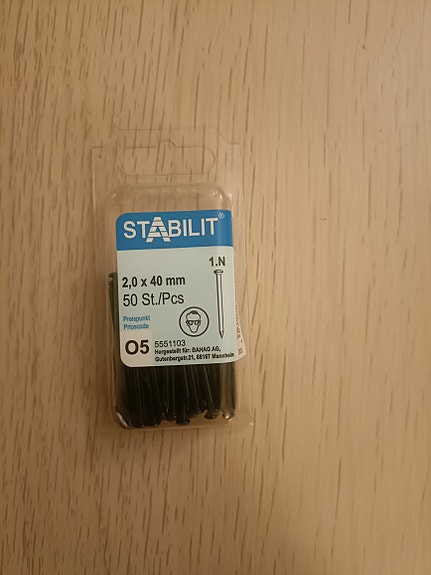 STABILIT®
1.N
2,0 x 40 mm
50 St./Pcs
Preispunkt
Pricecode
O5
5551103
Hergestellt für: BAHAG AG,
Gutenbergstr.21, 68167 Mannheim